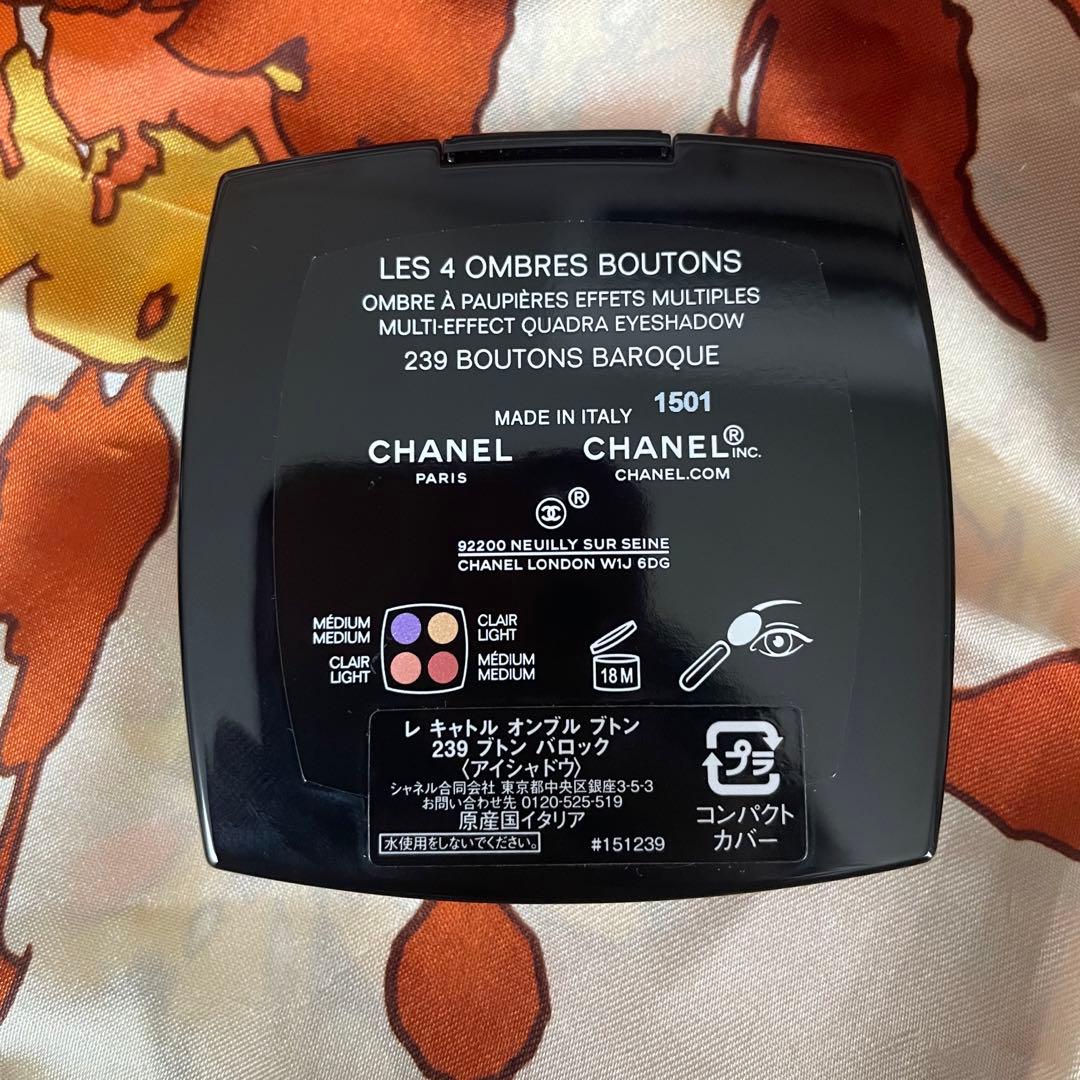 LES 4 OMBRES BOUTONS
OMBRE À PAUPIÈRES EFFETS MULTIPLES
MULTI-EFFECT QUADRA EYESHADOW
239 BOUTONS BAROQUE
MADE IN ITALY 1501
CHANEL CHANEL® INC.
PARIS CHANEL.COM
®
92200 NEUILLY SUR SEINE
CHANEL LONDON W1J 6DG
MÉDIUM CLAIR
MEDIUM LIGHT
CLAIR MÉDIUM
LIGHT MEDIUM
18 M
レ キャトル オンブル ブトン
239 ブトン バロック
〈アイシャドウ〉
シャネル合同会社 東京都中央区銀座3-5-3
お問い合わせ先 0120-525-519
原産国イタリア
水使用をしないでください。 #151239
プラ
コンパクト
カバー